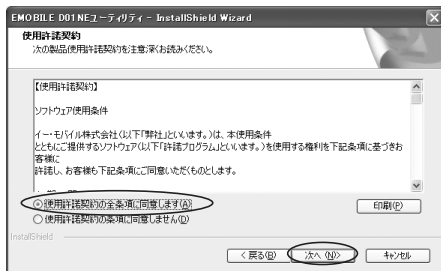 EMOBILE D01NEユーティリティ - InstallShield Wizard
使用許諾契約
次の製品使用許諾契約を注意深くお読みください。
【使用許諾契約】
ソフトウェア使用条件
イー・モバイル株式会社(以下「弊社」といいます。)は、本使用条件
とともにご提供するソフトウェア(以下「許諾プログラム」といいます。)を使用する権利を下記条項に基づきお
客様に
許諾し、お客様も下記条項にご同意いただくものとします。
使用許諾契約の全条項に同意します(A)
使用許諾契約の条項に同意しません(D)
印刷(P)
InstallShield
< 戻る(B)
次へ (N)>
キャンセル